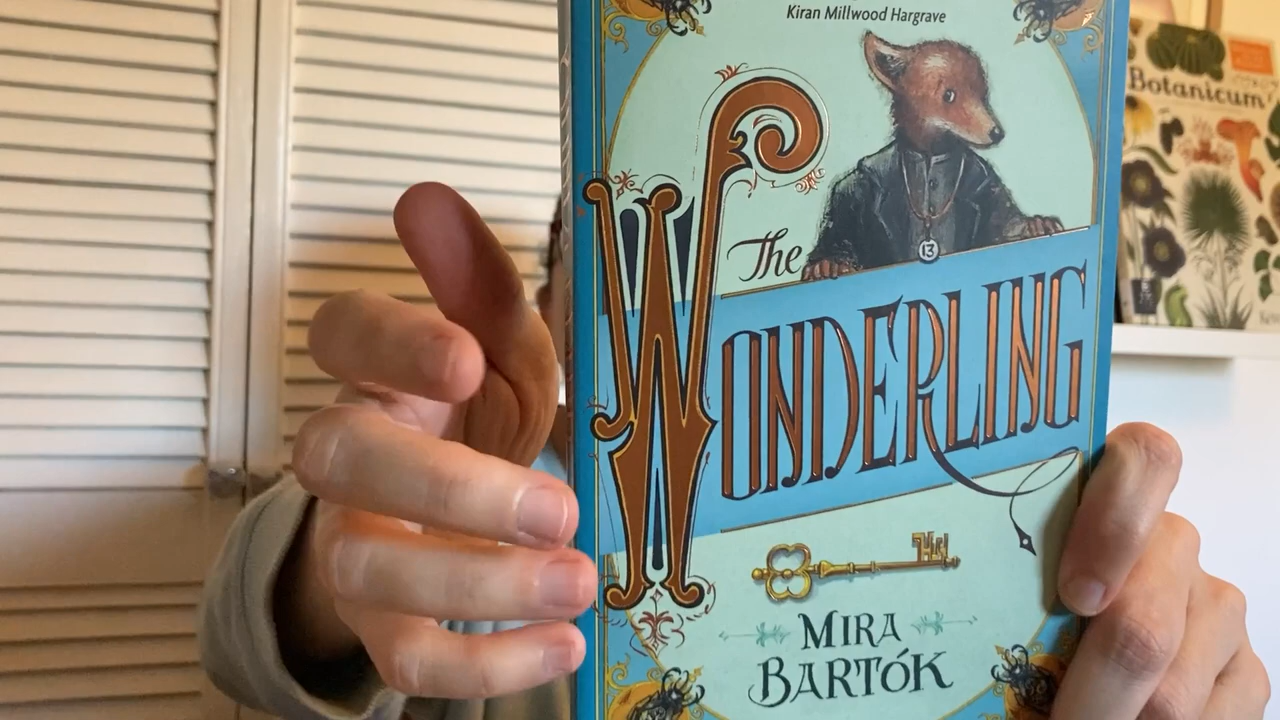 Kiran Millwood Hargrave
13
The
WONDERLING
MIRA
BARTÓK
Botanicum